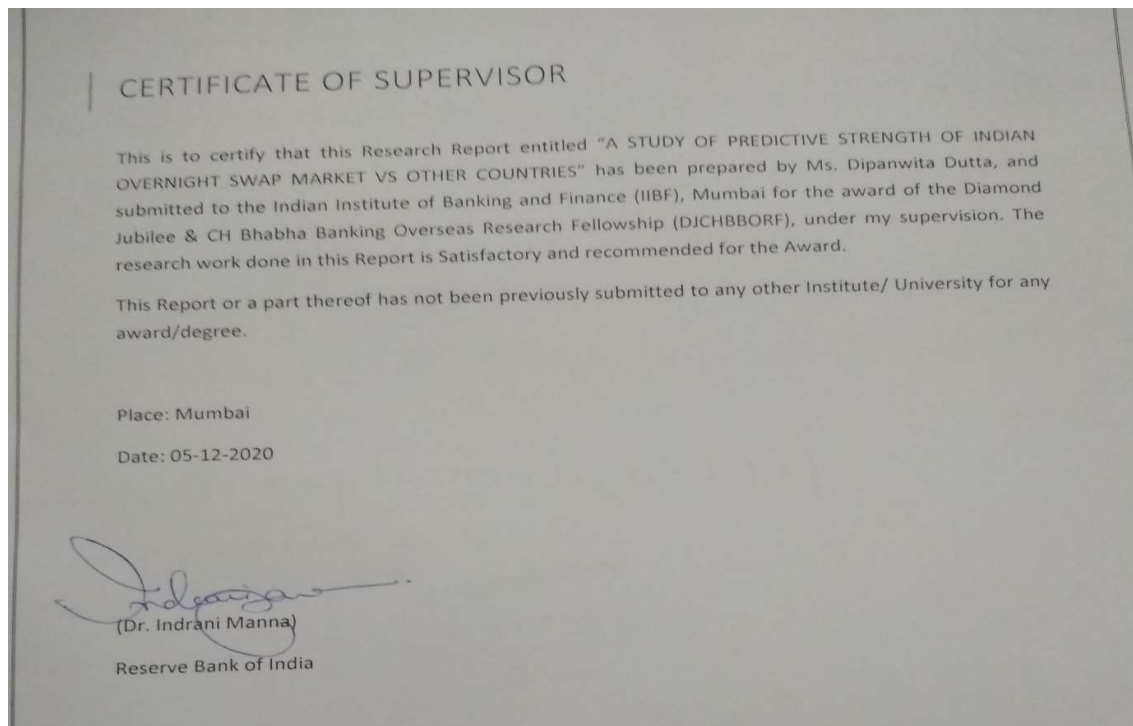 CERTIFICATE OF SUPERVISOR
This is to certify that this Research Report entitled "A STUDY OF PREDICTIVE STRENGTH OF INDIAN
OVERNIGHT SWAP MARKET VS OTHER COUNTRIES" has been prepared by Ms. Dipanwita Dutta, and
submitted to the Indian Institute of Banking and Finance (IIBF), Mumbai for the award of the Diamond
Jubilee & CH Bhabha Banking Overseas Research Fellowship (DJCHBBORF), under my supervision. The
research work done in this Report is Satisfactory and recommended for the Award.
This Report or a part thereof has not been previously submitted to any other Institute/ University for any
award/degree.
Place: Mumbai
Date: 05-12-2020
(Dr. Indrani Manna)
Reserve Bank of India